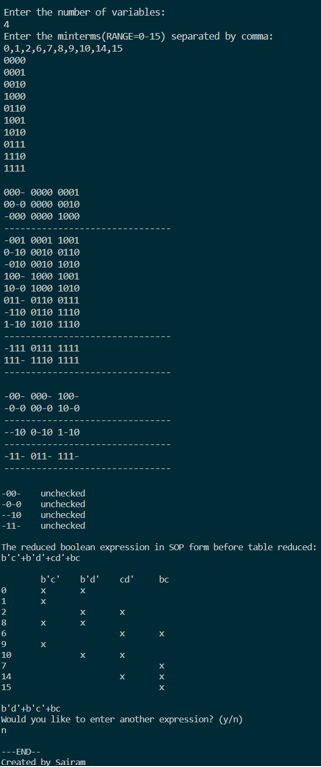 Enter the number of variables:
4
Enter the minterms(RANGE=0-15) separated by comma:
0,1,2,6,7,8,9,10,14,15
0000
0001
0010
1000
0110
1001
1010
0111
1110
1111
000- 0000 0001
00-0 0000 0010
-000 0000 1000
------------------------------
-001 0001 1001
0-10 0010 0110
-010 0010 1010
100- 1000 1001
10-0 1000 1010
011- 0110 0111
-110 0110 1110
1-10 1010 1110
------------------------------
-111 0111 1111
111- 1110 1111
------------------------------
-00- 000- 100-
-0-0 00-0 10-0
------------------------------
--10 0-10 1-10
------------------------------
-11- 011- 111-
------------------------------
-00-    unchecked
-0-0    unchecked
--10    unchecked
-11-    unchecked
The reduced boolean expression in SOP form before table reduced:
b'c'+b'd'+cd'+bc
b'c'    b'd'    cd'     bc
0       x       x
1       x
2               x       x
8       x       x
6                       x       x
9       x
10              x       x
7                               x
14                      x       x
15                              x
b'd'+b'c'+bc
Would you like to enter another expression? (y/n)
n
---END--
Created by Sairam